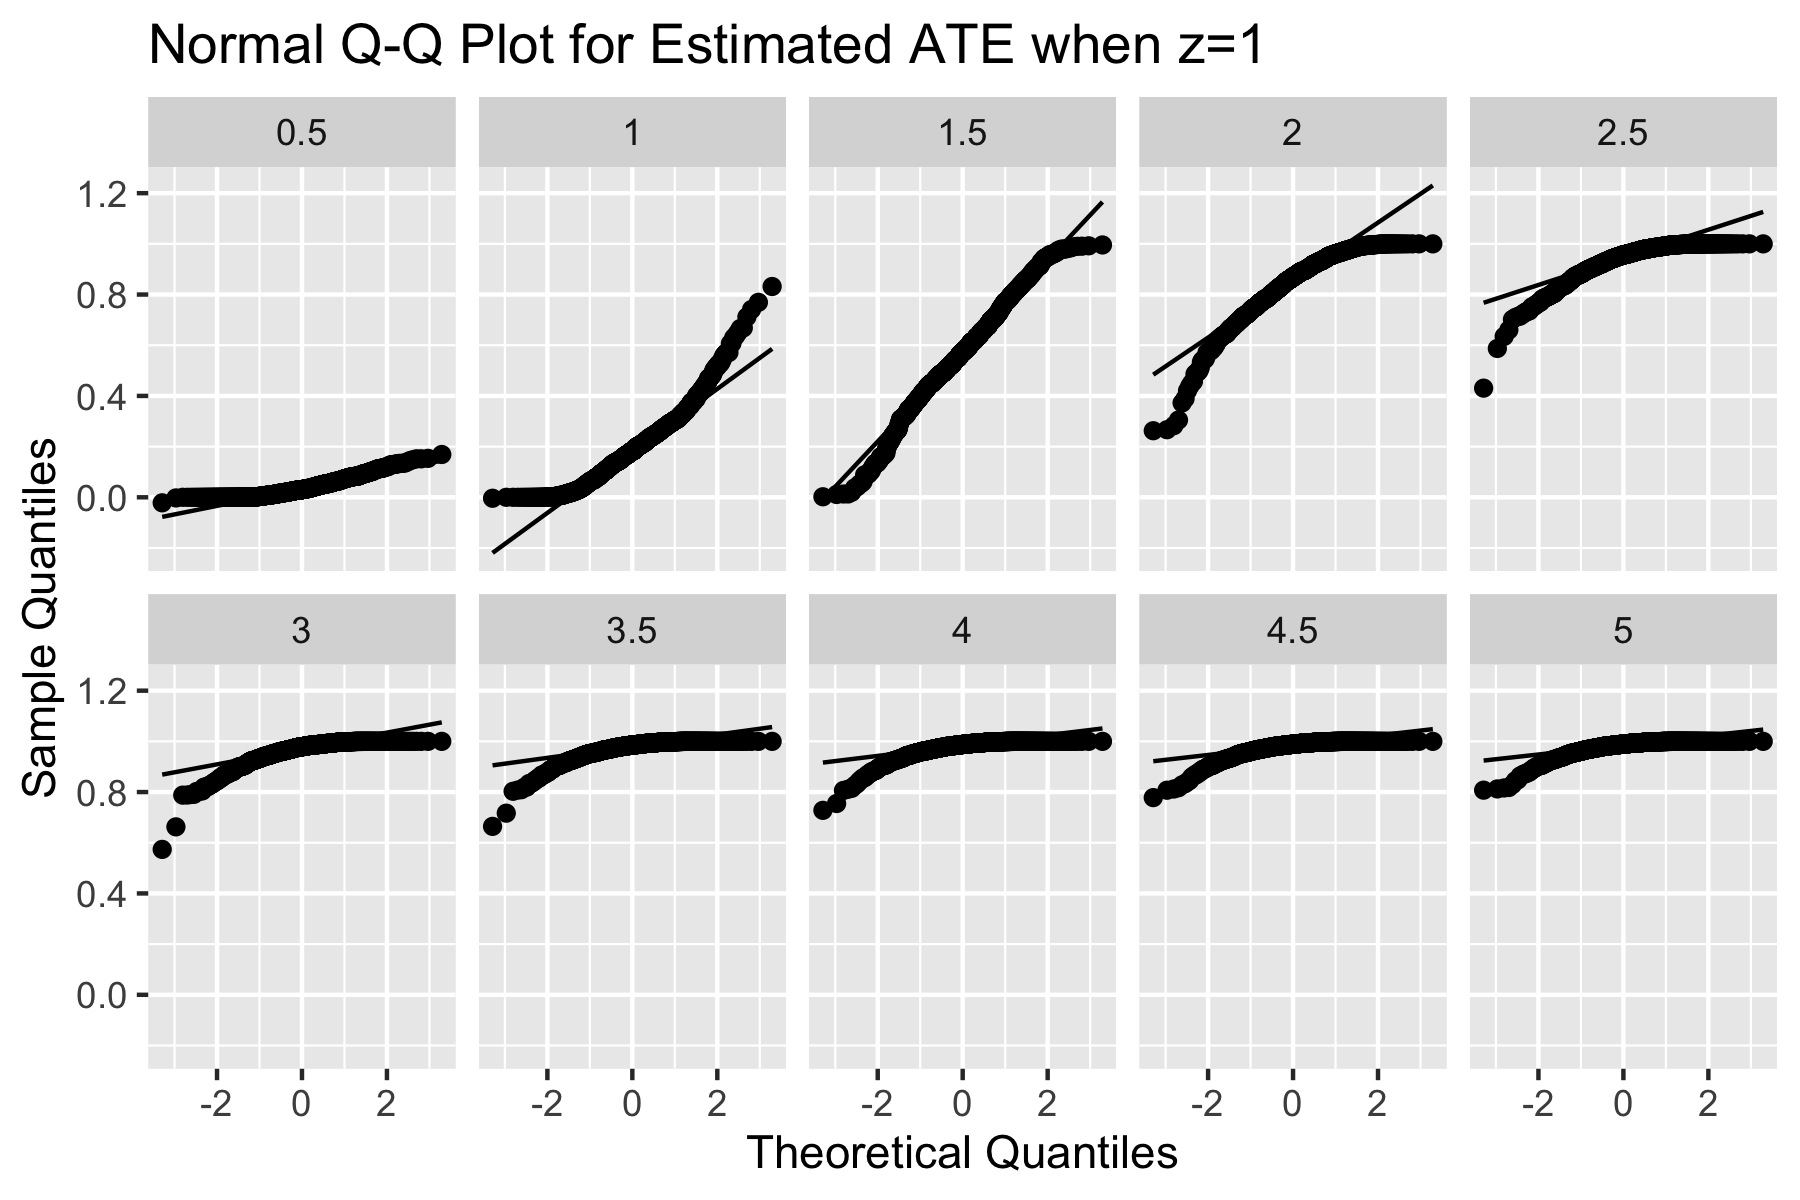 Normal Q-Q Plot for Estimated ATE when z=1
0.5 1 1.5 2 2.5
1.2
0.8
0.4
0.0
3 3.5 4 4.5 5
1.2
0.8
0.4
0.0
Sample Quantiles
-2 0 2 -2 0 2 -2 0 2 -2 0 2 -2 0 2
Theoretical Quantiles